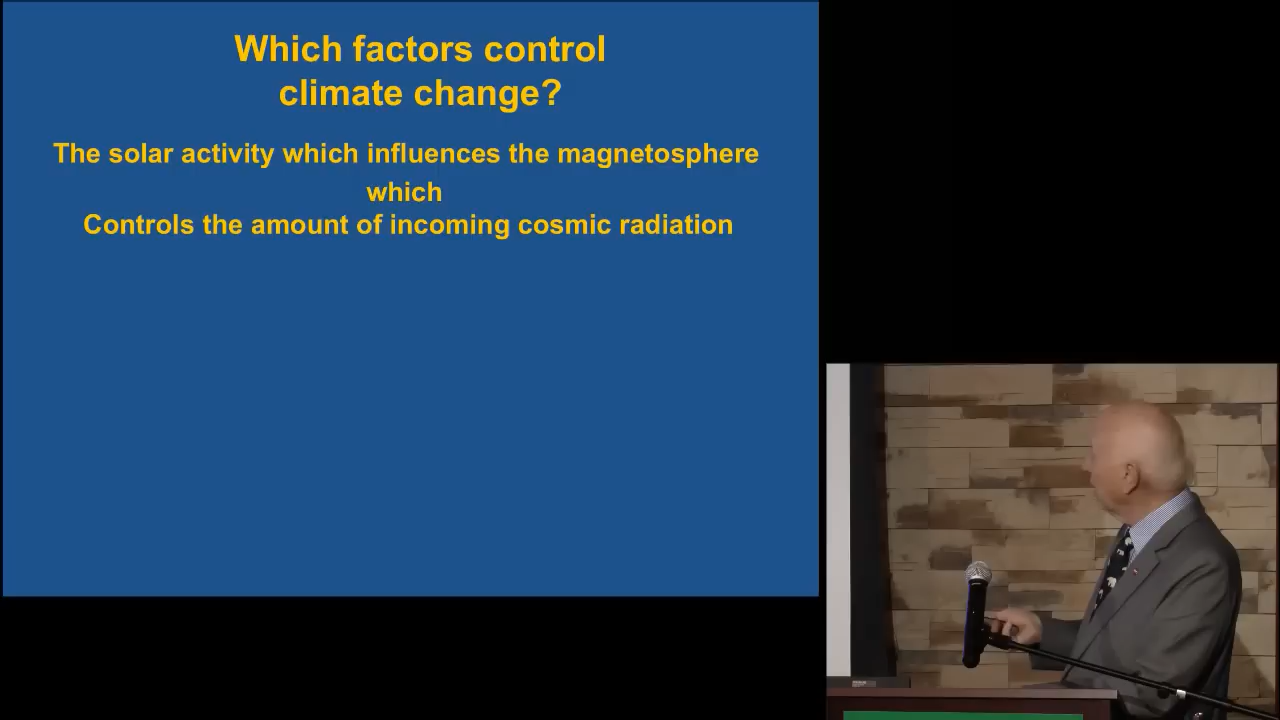 Which factors control
climate change?
The solar activity which influences the magnetosphere
which
Controls the amount of incoming cosmic radiation